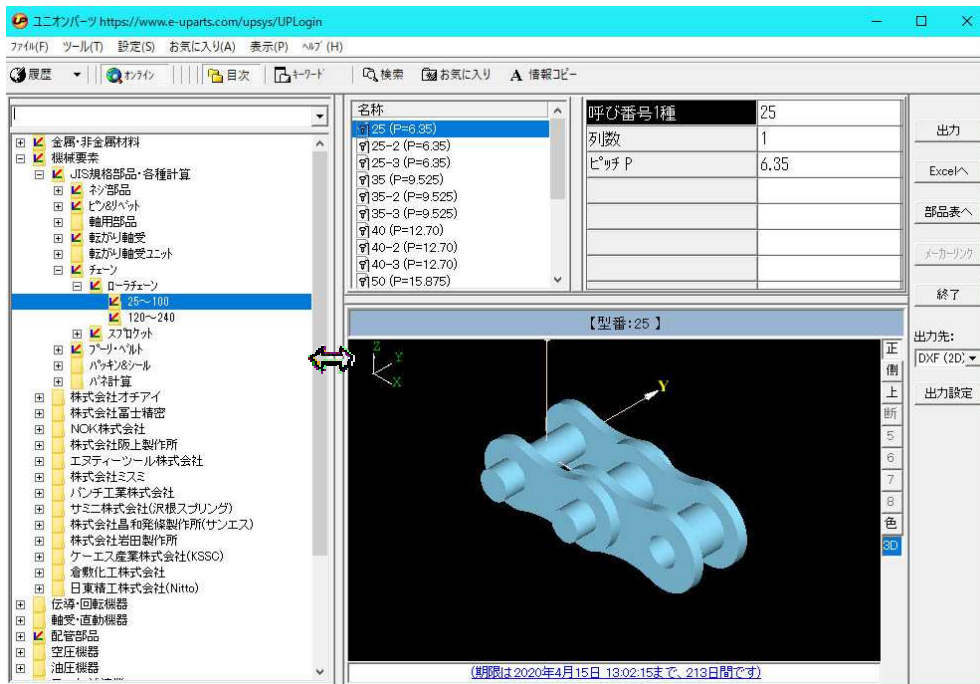 ユニオンパーツ https://www.e-uparts.com/upsys/UPLogin
ファイル(F) ツール(T) 設定(S) お気に入り(A) 表示(P) ヘルプ(H)
履歴 オンライン 目次 キーワード 検索 お気に入り A 情報コピー
金属・非金属材料
機械要素
JIS規格部品・各種計算
ネジ部品
ピン&リベット
軸用部品
転がり軸受
転がり軸受ユニット
チェーン
ローラチェーン
25～100
120～240
スプロケット
プーリ・ベルト
パッキン&シール
バネ計算
株式会社オチアイ
株式会社冨士精密
NOK株式会社
株式会社阪上製作所
エヌティーツール株式会社
株式会社ミスミ
パンチ工業株式会社
サミニ株式会社(沢根スプリング)
株式会社昌和発條製作所(サンエス)
株式会社岩田製作所
ケーエス産業株式会社(KSSC)
倉敷化工株式会社
日東精工株式会社(Nitto)
伝導・回転機器
軸受・直動機器
配管部品
空圧機器
油圧機器
名称
25 (P=6.35)
25-2 (P=6.35)
25-3 (P=6.35)
35 (P=9.525)
35-2 (P=9.525)
35-3 (P=9.525)
40 (P=12.70)
40-2 (P=12.70)
40-3 (P=12.70)
50 (P=15.875)
呼び番号1種 25
列数 1
ピッチ P 6.35
【型番:25 】
Z
Y
X
Y
正
側
上
断
5
6
7
8
色
3D
(期限は2020年4月15日 13:02:15まで、213日間です)
出力
Excelへ
部品表へ
メーカーリンク
終了
出力先:
DXF (2D)
出力設定